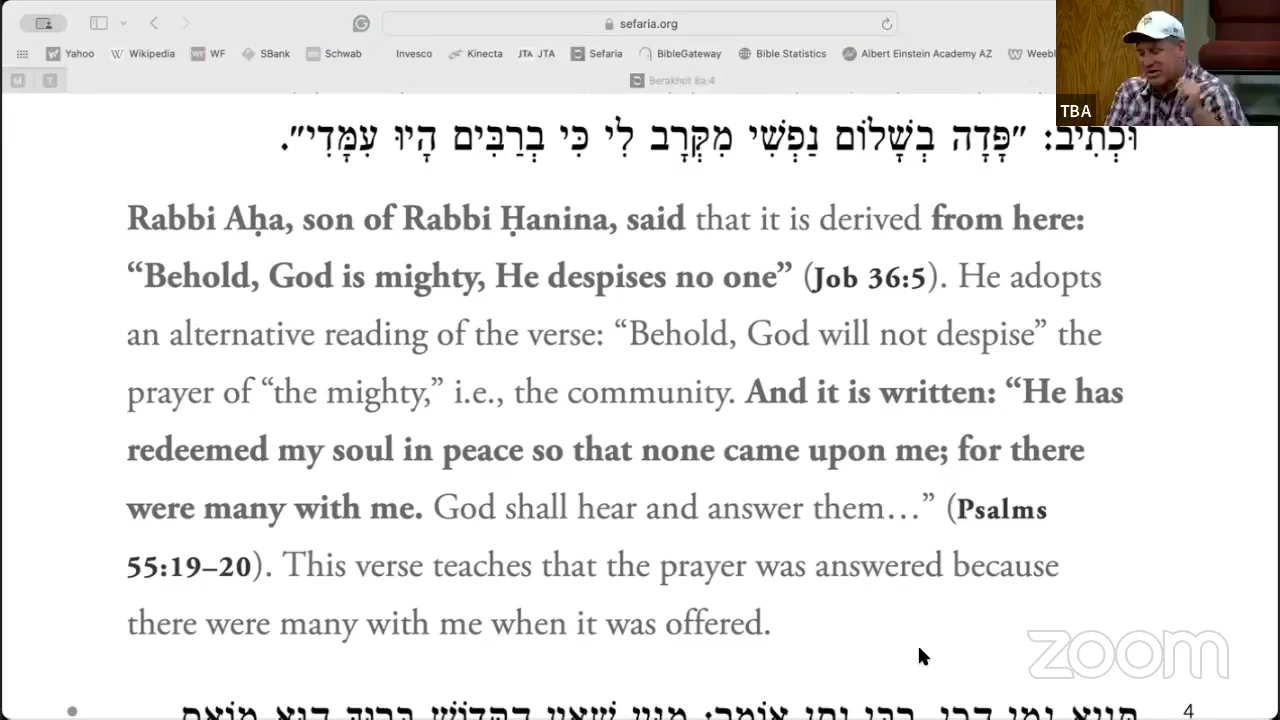 sefaria.org
Yahoo Wikipedia WF SBank Schwab Invesco Kinecta JTA JTA Sefaria BibleGateway Bible Statistics Albert Einstein Academy AZ Weebl
Berakhot 8a:4
TBA
וּכְתִיב: ״פָּדָה בְשָׁלוֹם נַפְשִׁי מִקְּרָב לִי כִּי בְרַבִּים הָיוּ עִמָּדִי״.
Rabbi Aḥa, son of Rabbi Ḥanina, said that it is derived from here:
“Behold, God is mighty, He despises no one” (Job 36:5). He adopts
an alternative reading of the verse: “Behold, God will not despise” the
prayer of “the mighty,” i.e., the community. And it is written: “He has
redeemed my soul in peace so that none came upon me; for there
were many with me. God shall hear and answer them…” (Psalms
55:19–20). This verse teaches that the prayer was answered because
there were many with me when it was offered.
zoom
4